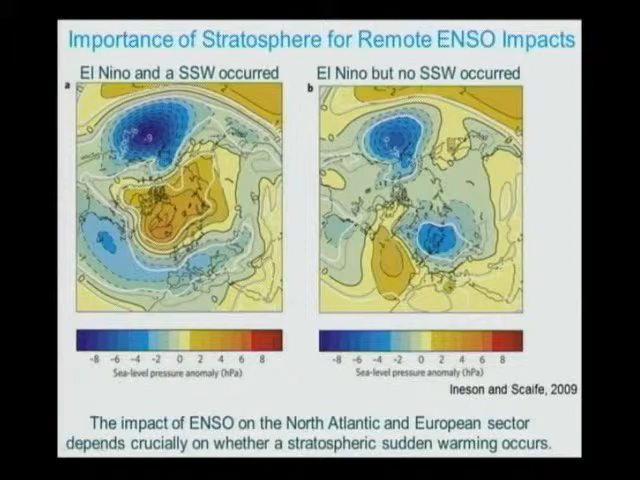 Importance of Stratosphere for Remote ENSO Impacts
El Nino and a SSW occurred
El Nino but no SSW occurred
a
b
-9
-8 -6 -4 -2 0 2 4 6 8
-8 -6 -4 -2 0 2 4 6 8
Sea-level pressure anomaly (hPa)
Sea-level pressure anomaly (hPa)
Ineson and Scaife, 2009
The impact of ENSO on the North Atlantic and European sector
depends crucially on whether a stratospheric sudden warming occurs.